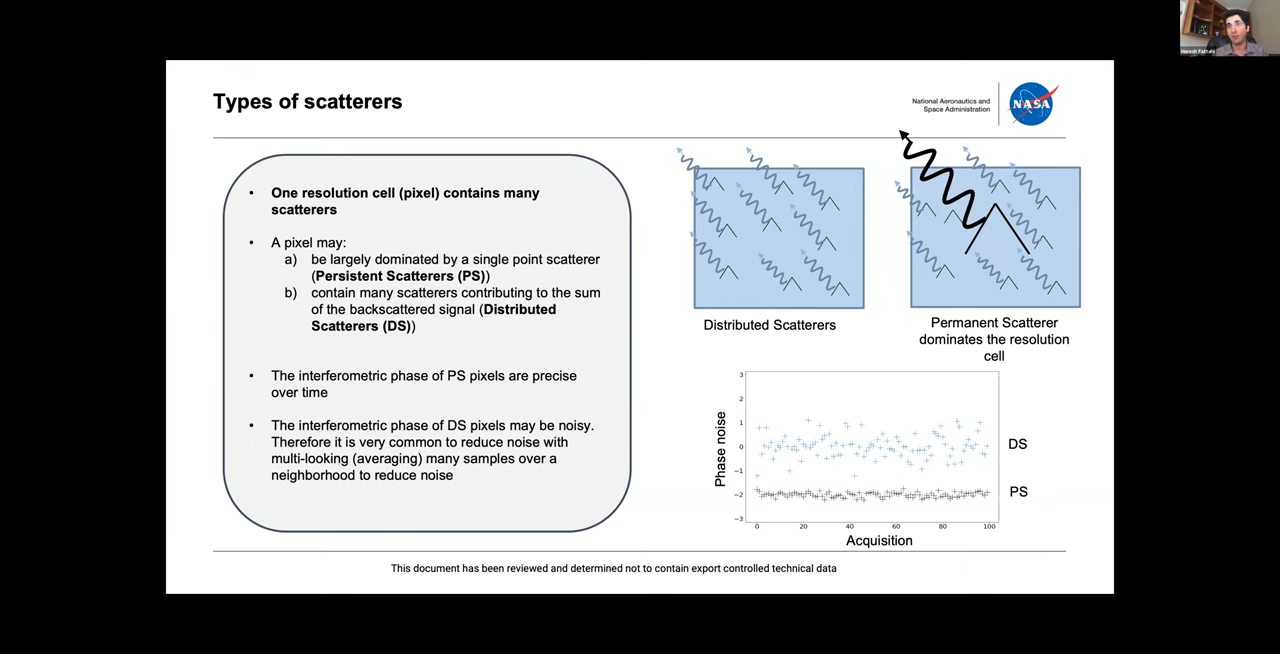 Heresh Fattahi
Types of scatterers
National Aeronautics and
Space Administration
NASA
• One resolution cell (pixel) contains many
scatterers
• A pixel may:
a) be largely dominated by a single point scatterer
(Persistent Scatterers (PS))
b) contain many scatterers contributing to the sum
of the backscattered signal (Distributed
Scatterers (DS))
• The interferometric phase of PS pixels are precise
over time
• The interferometric phase of DS pixels may be noisy.
Therefore it is very common to reduce noise with
multi-looking (averaging) many samples over a
neighborhood to reduce noise
Distributed Scatterers
Permanent Scatterer
dominates the resolution
cell
3
2
1
0
−1
−2
−3
Phase noise
0 20 40 60 80 100
Acquisition
DS
PS
This document has been reviewed and determined not to contain export controlled technical data